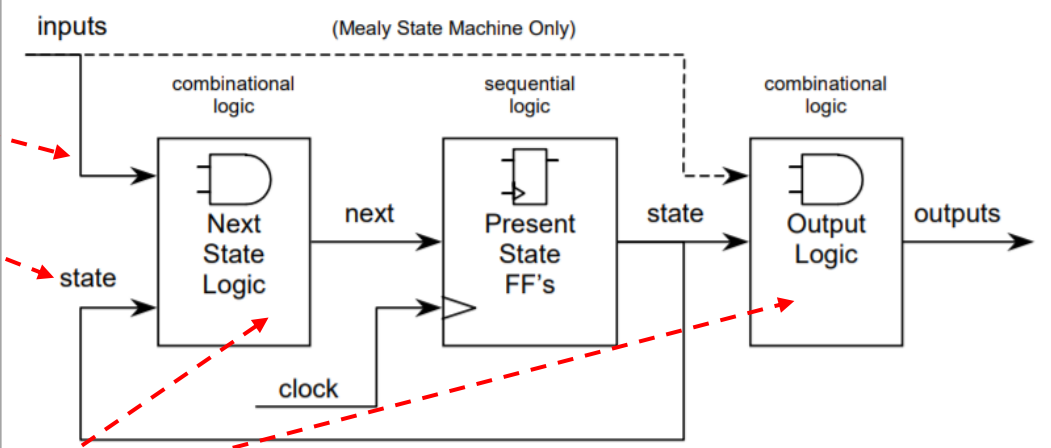 inputs
(Mealy State Machine Only)
combinational
logic
sequential
logic
combinational
logic
Next
State
Logic
next
Present
State
FF's
state
Output
Logic
outputs
state
clock